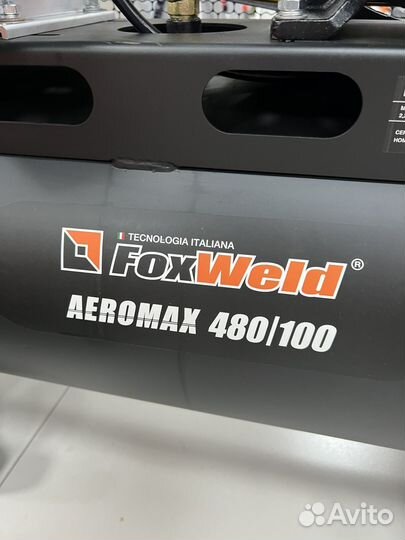 TECNOLOGIA ITALIANA
FoxWeld®
AEROMAX 480/100
Avito